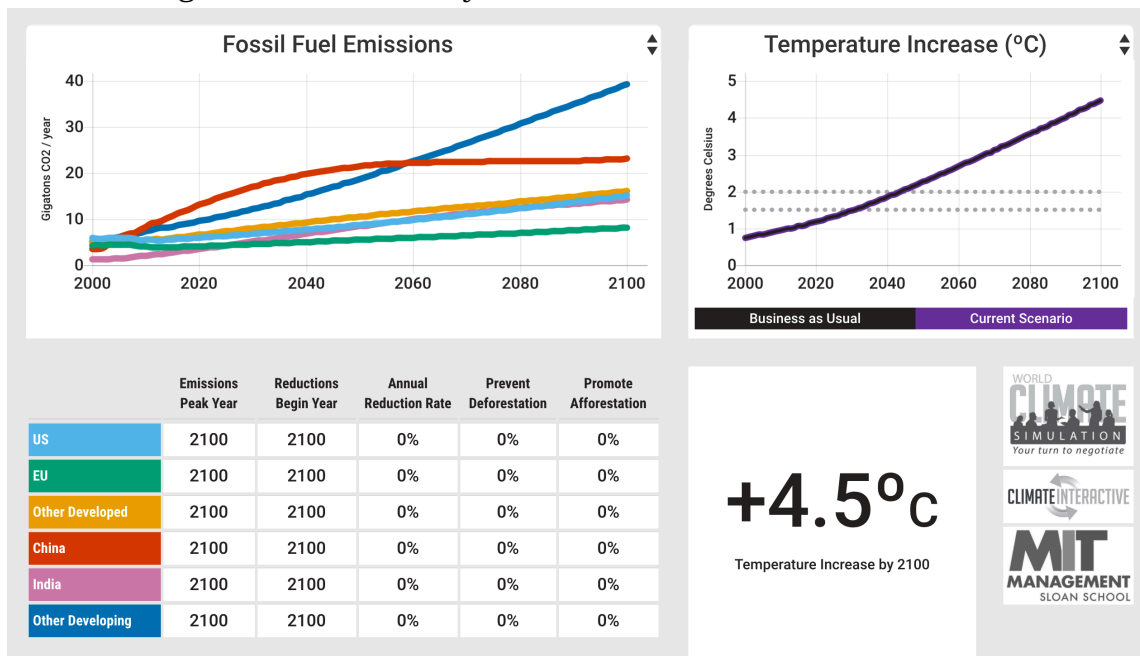 Fossil Fuel Emissions
Gigatons CO2 / year
40
30
20
10
0
2000 2020 2040 2060 2080 2100
Temperature Increase (ºC)
Degrees Celsius
5
4
3
2
1
0
2000 2020 2040 2060 2080 2100
Business as Usual Current Scenario
Emissions Peak Year Reductions Begin Year Annual Reduction Rate Prevent Deforestation Promote Afforestation
US 2100 2100 0% 0% 0%
EU 2100 2100 0% 0% 0%
Other Developed 2100 2100 0% 0% 0%
China 2100 2100 0% 0% 0%
India 2100 2100 0% 0% 0%
Other Developing 2100 2100 0% 0% 0%
+4.5ºC
Temperature Increase by 2100
WORLD
CLIMATE
SIMULATION
Your turn to negotiate
CLIMATE INTERACTIVE
MIT
MANAGEMENT
SLOAN SCHOOL